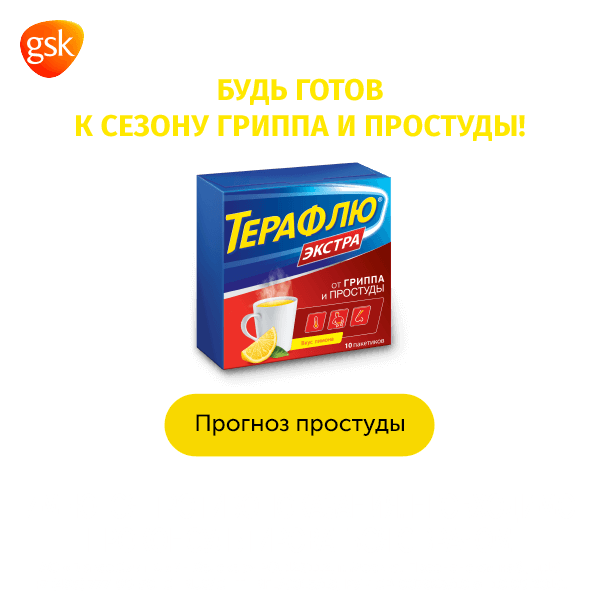 gsk
БУДЬ ГОТОВ
К СЕЗОНУ ГРИППА И ПРОСТУДЫ!
ТЕРАФЛЮ®
ЭКСТРА
ОТ ГРИППА
И ПРОСТУДЫ
Вкус лимона
10 пакетиков
Прогноз простуды